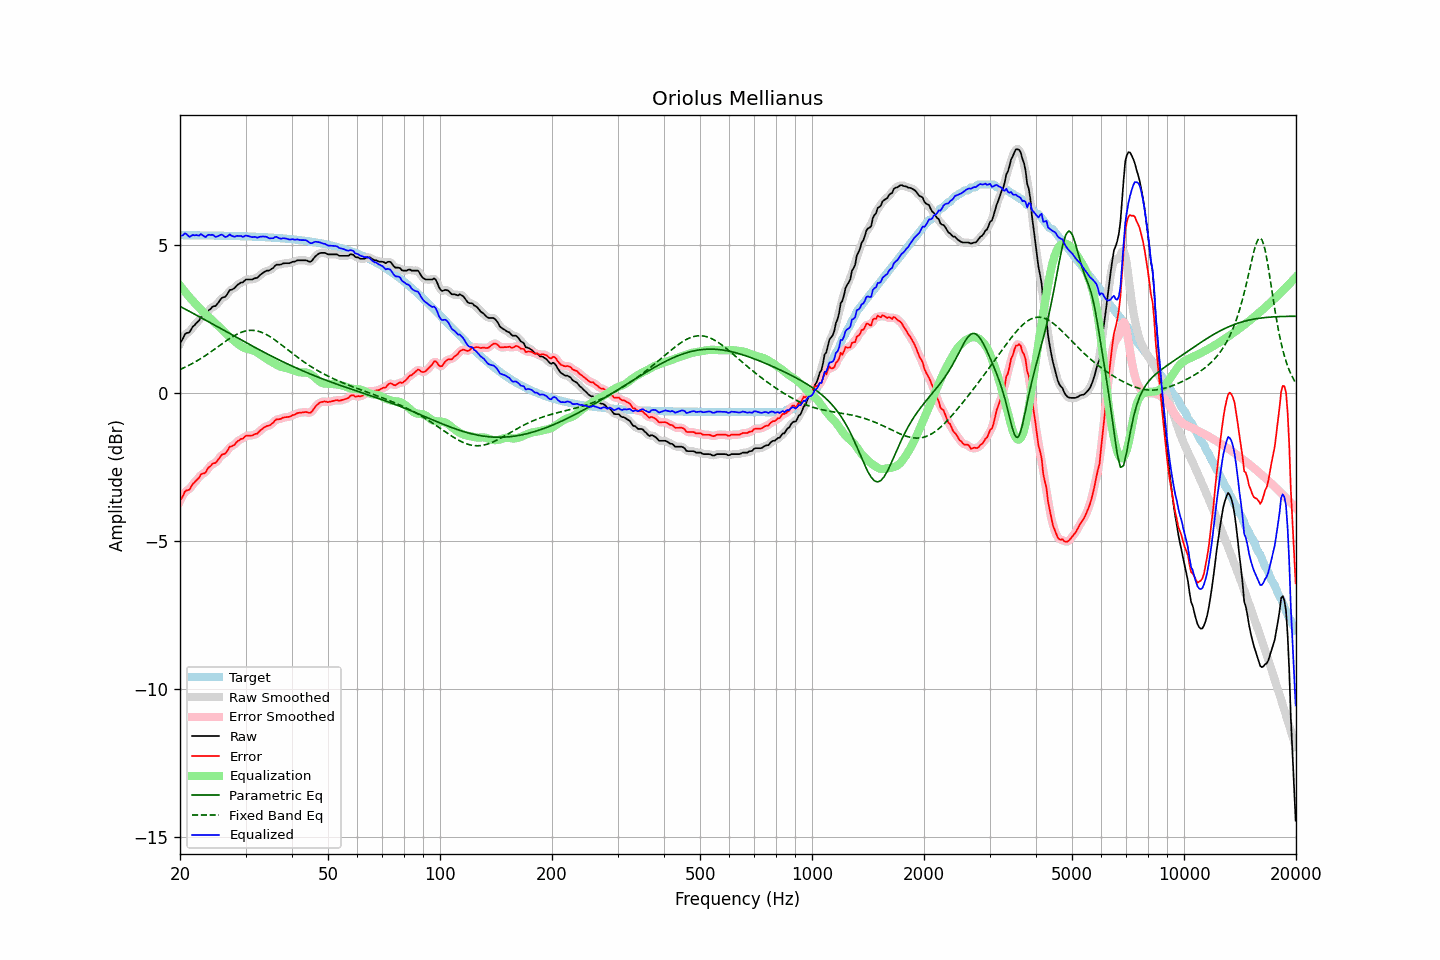 Oriolus Mellianus
Amplitude (dBr)
5
0
−5
−10
−15
Target
Raw Smoothed
Error Smoothed
Raw
Error
Equalization
Parametric Eq
Fixed Band Eq
Equalized
20
50
100
200
500
1000
2000
5000
10000
20000
Frequency (Hz)